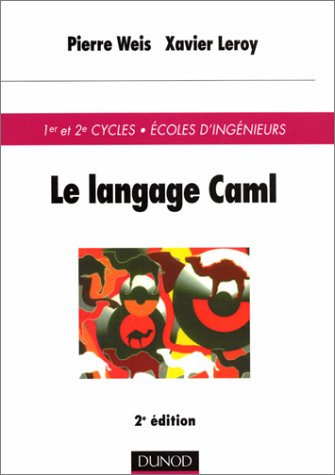 Pierre Weis Xavier Leroy
1er et 2e CYCLES • ÉCOLES D'INGÉNIEURS
Le langage Caml
2e édition
DUNOD